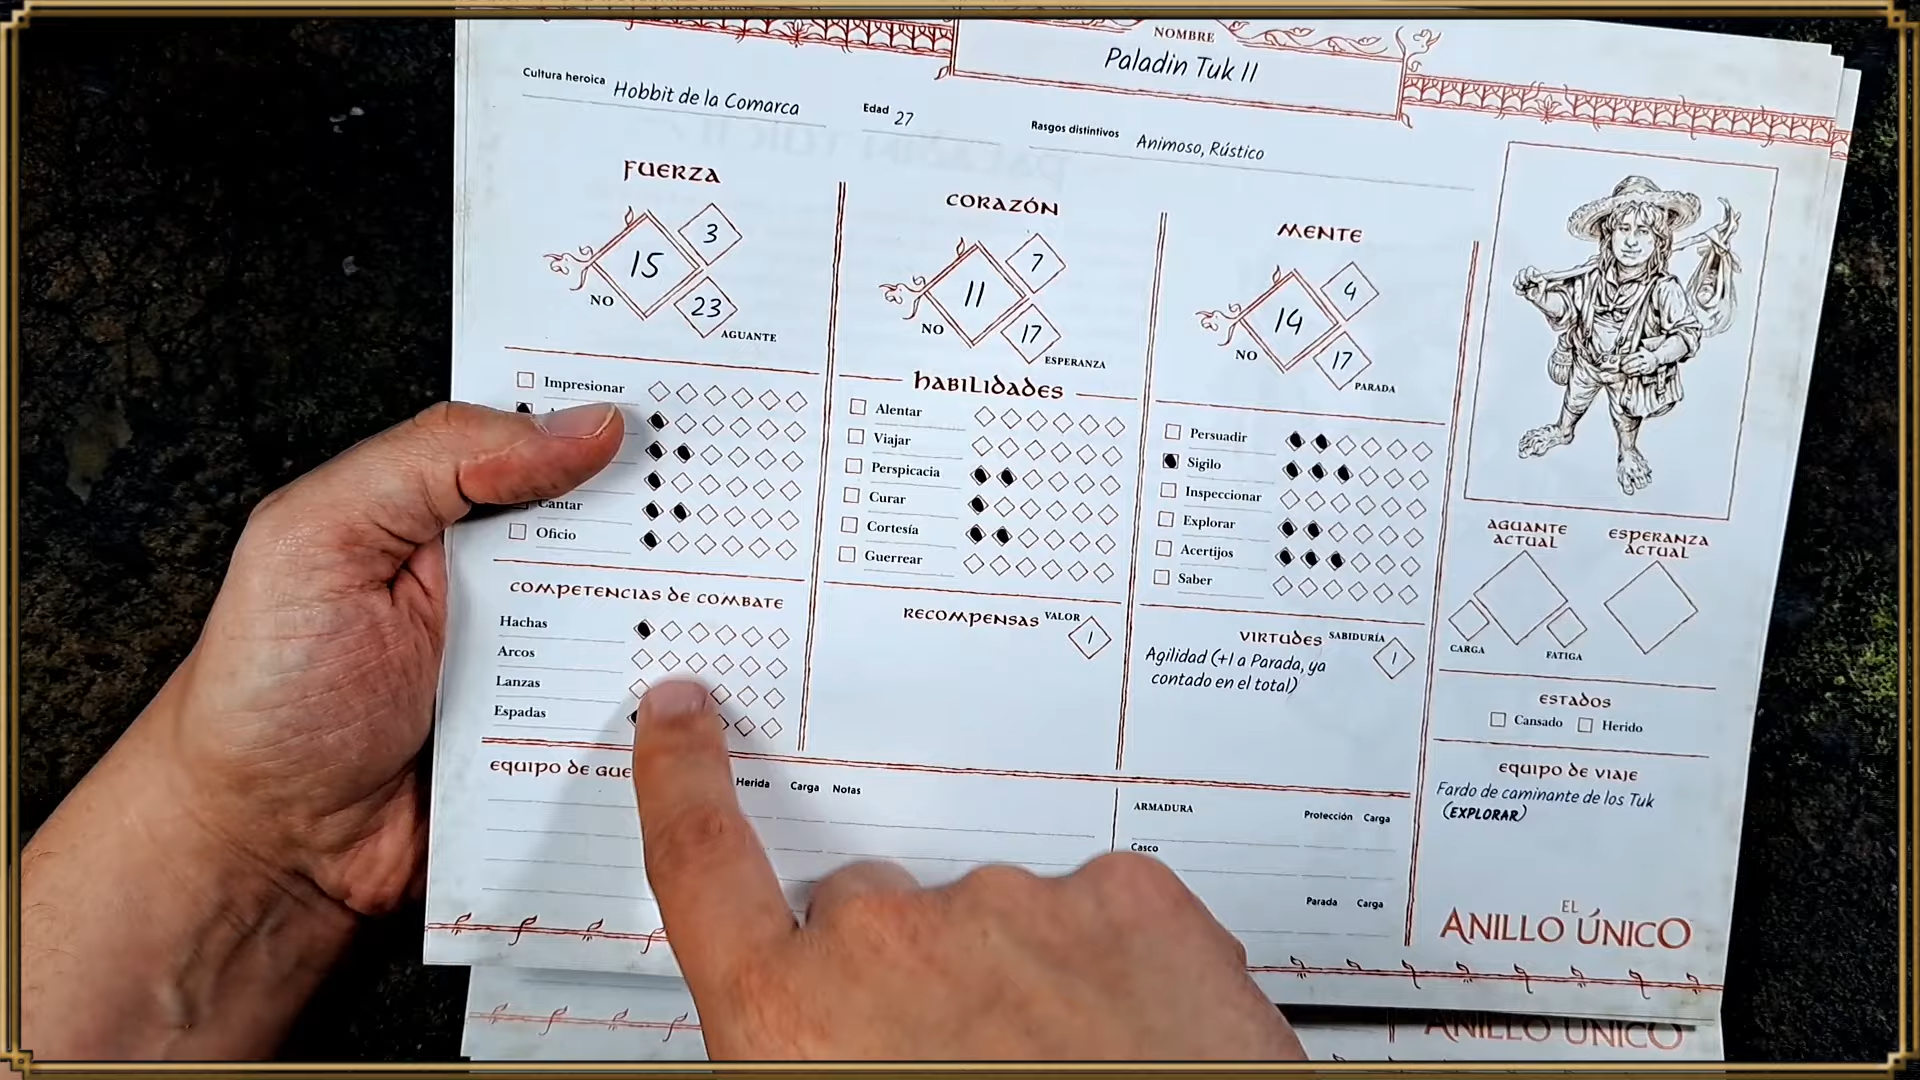 NOMBRE
Paladin Tuk II
Cultura heroica Hobbit de la Comarca
Edad 27
Rasgos distintivos Animoso, Rústico
FUERZA
15
3
23
NO
AGUANTE
CORAZÓN
11
7
17
NO
ESPERANZA
MENTE
14
4
17
NO
PARADA
HABILIDADES
Impresionar
Cantar
Oficio
Alentar
Viajar
Perspicacia
Curar
Cortesía
Guerrear
Persuadir
Sigilo
Inspeccionar
Explorar
Acertijos
Saber
AGUANTE
ACTUAL
ESPERANZA
ACTUAL
CARGA
FATIGA
COMPETENCIAS DE COMBATE
Hachas
Arcos
Lanzas
Espadas
RECOMPENSAS VALOR
1
VIRTUDES SABIDURÍA
1
Agilidad (+1 a Parada, ya
contado en el total)
ESTADOS
Cansado Herido
EQUIPO DE VIAJE
Fardo de caminante de los Tuk
(EXPLORAR)
EQUIPO DE
Herida Carga Notas
ARMADURA Protección Carga
Casco
Parada Carga
EL
ANILLO ÚNICO
ANILLO ÚNICO